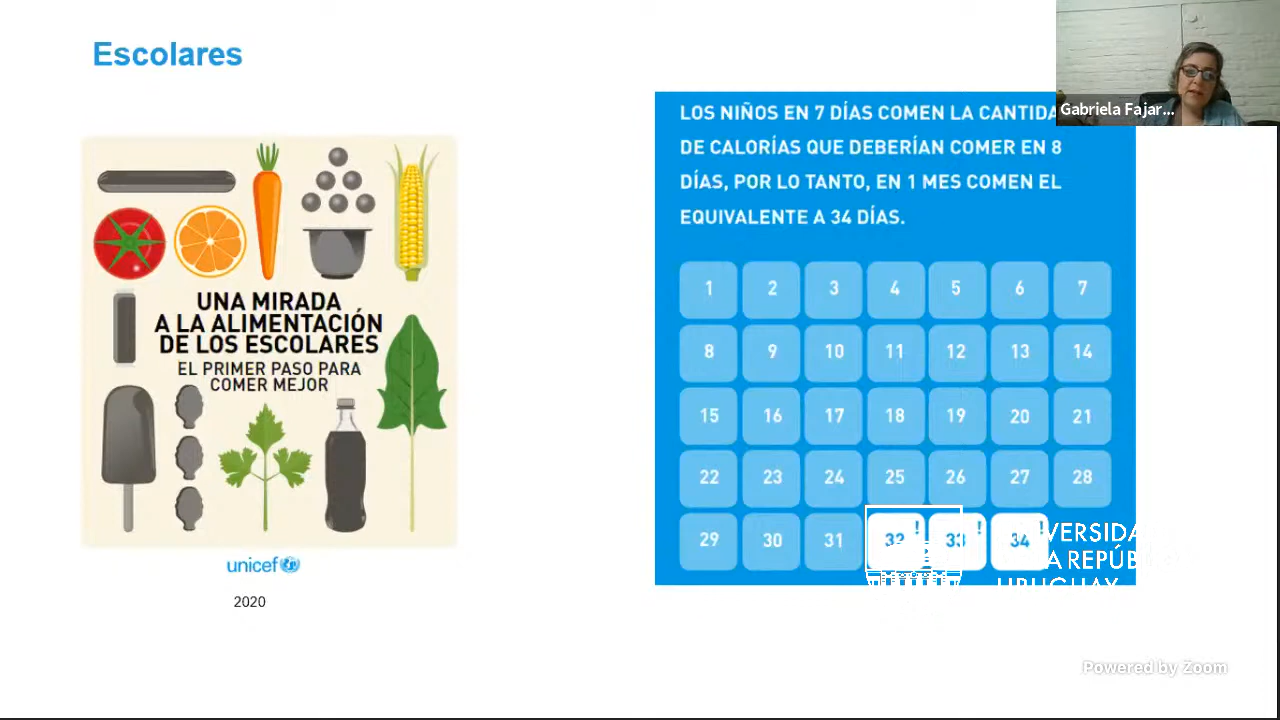 Escolares
UNA MIRADA
A LA ALIMENTACIÓN
DE LOS ESCOLARES
EL PRIMER PASO PARA
COMER MEJOR
unicef
2020
LOS NIÑOS EN 7 DÍAS COMEN LA
DE CALORÍAS QUE DEBERÍAN COMER EN 8
DÍAS, POR LO TANTO, EN 1 MES COMEN EL
EQUIVALENTE A 34 DÍAS.
1 2 3 4 5 6 7
8 9 10 11 12 13 14
15 16 17 18 19 20 21
22 23 24 25 26 27 28
29 30 31 32! 33! 34!
Gabriela Fajar...
URUGUAY
Powered by Zoom